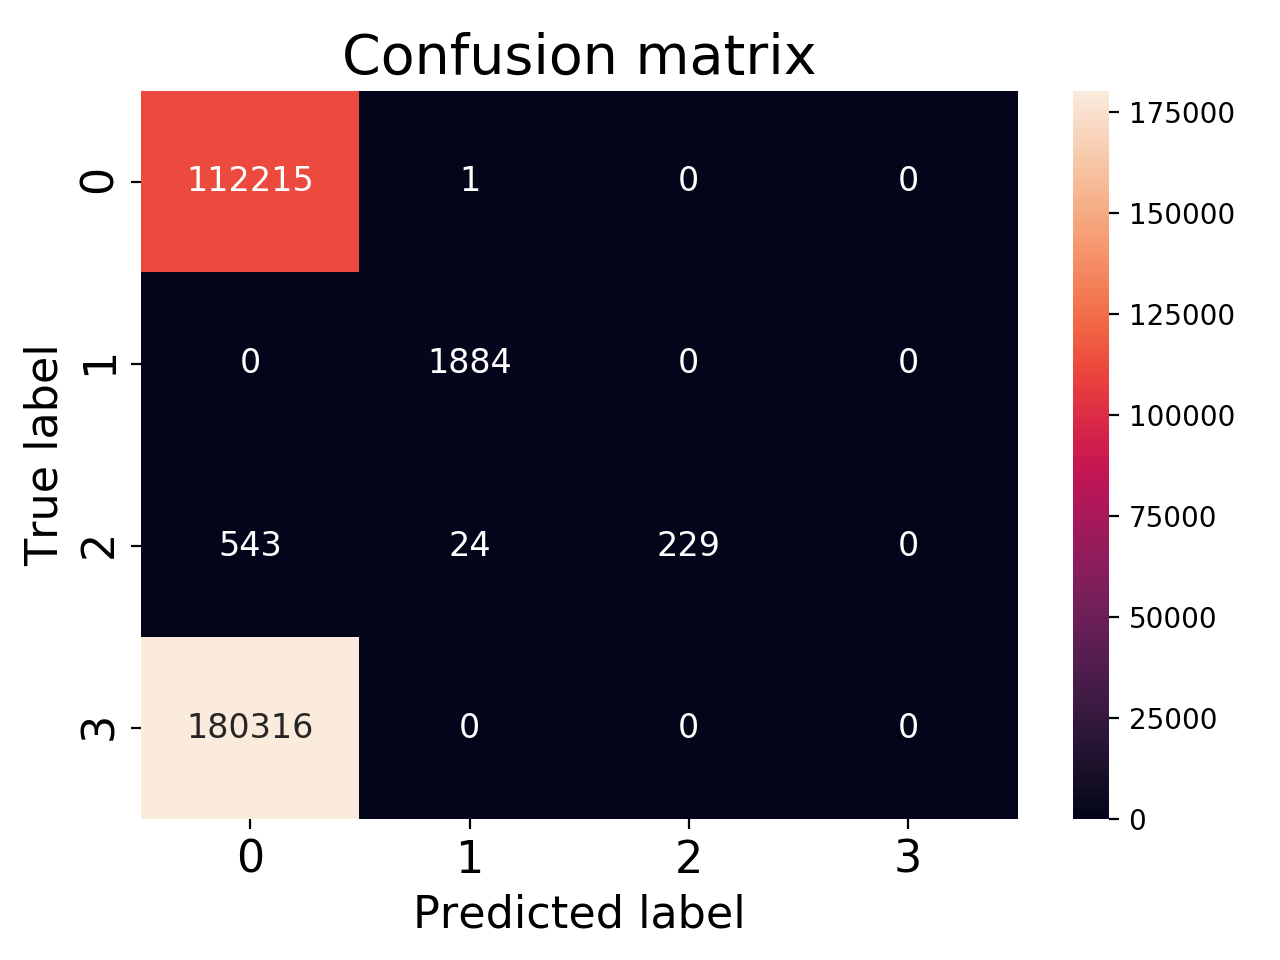 Confusion matrix
True label
0 112215 1 0 0
1 0 1884 0 0
2 543 24 229 0
3 180316 0 0 0
0 1 2 3
Predicted label
175000
150000
125000
100000
75000
50000
25000
0